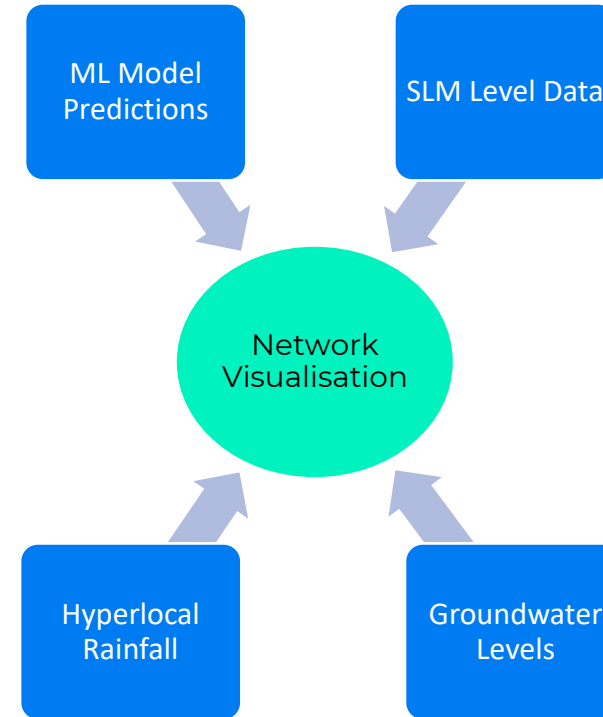 ML Model
Predictions
SLM Level Data
Network
Visualisation
Hyperlocal
Rainfall
Groundwater
Levels